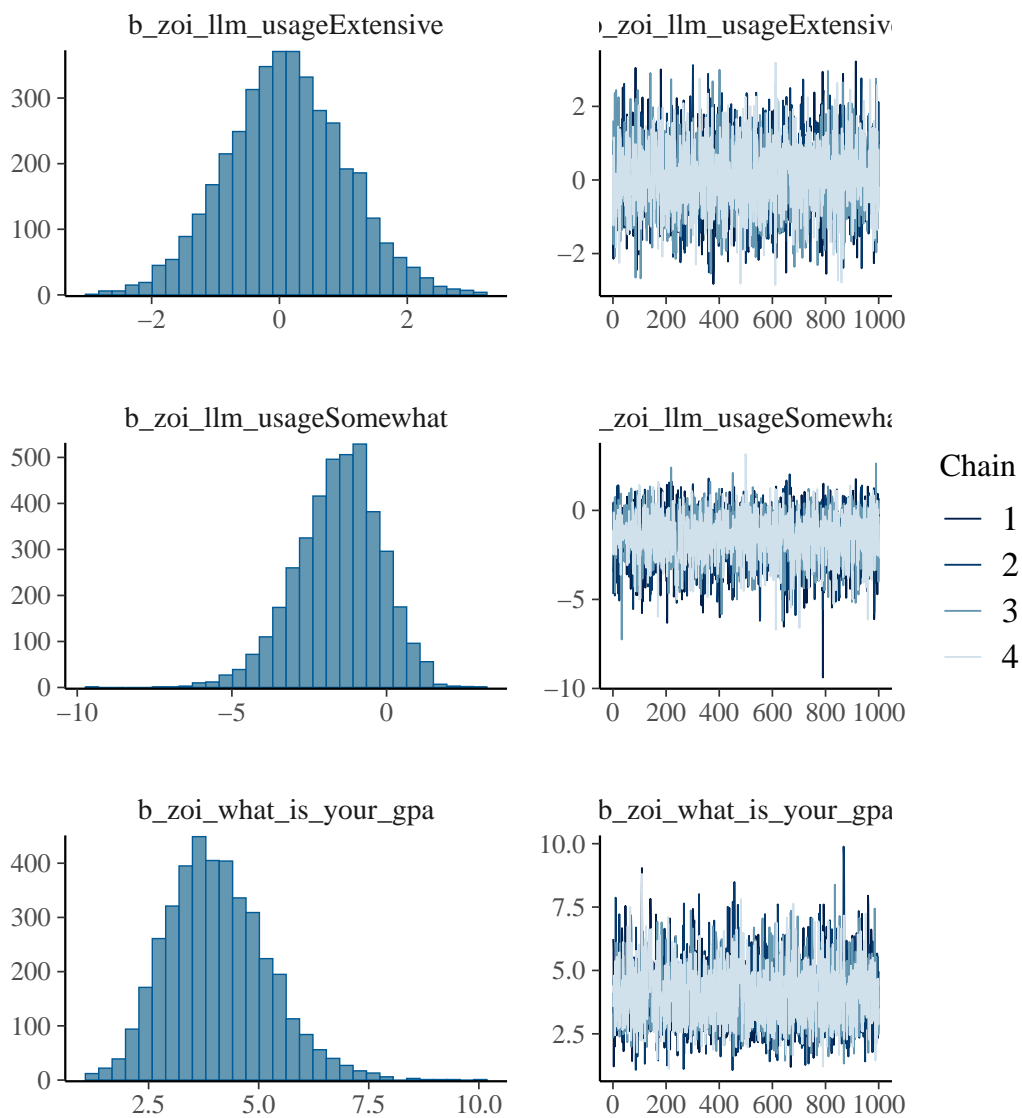 b_zoi_llm_usageExtensive
300
200
100
0
−2 0 2
b_zoi_llm_usageExtensive
2
0
−2
0 200 400 600 800 1000
b_zoi_llm_usageSomewhat
500
400
300
200
100
0
−10 −5 0
_zoi_llm_usageSomewha
0
−5
−10
0 200 400 600 800 1000
Chain
1
2
3
4
b_zoi_what_is_your_gpa
400
300
200
100
0
2.5 5.0 7.5 10.0
b_zoi_what_is_your_gpa
10.0
7.5
5.0
2.5
0 200 400 600 800 1000